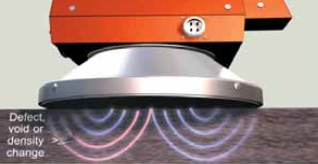 Defect,
void or
density
change